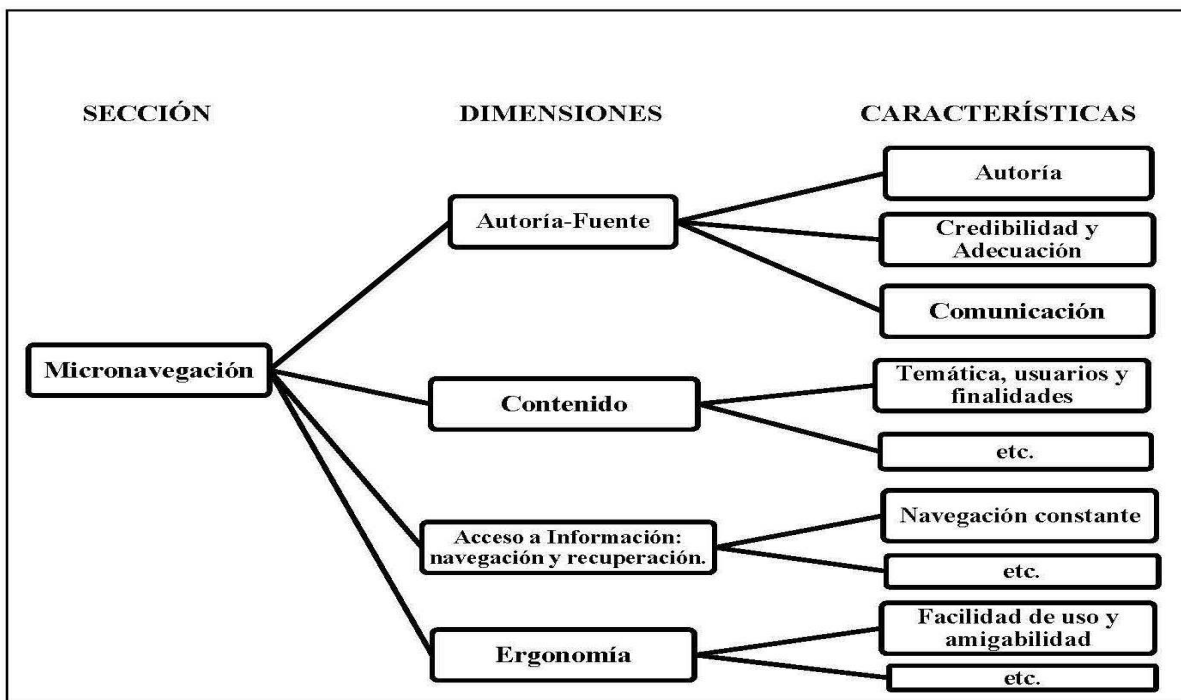 SECCIÓN
DIMENSIONES
CARACTERÍSTICAS
Micronavegación
Autoría-Fuente
Autoría
Credibilidad y
Adecuación
Comunicación
Contenido
Temática, usuarios y
finalidades
etc.
Acceso a Información:
navegación y recuperación.
Navegación constante
etc.
Ergonomía
Facilidad de uso y
amigabilidad
etc.